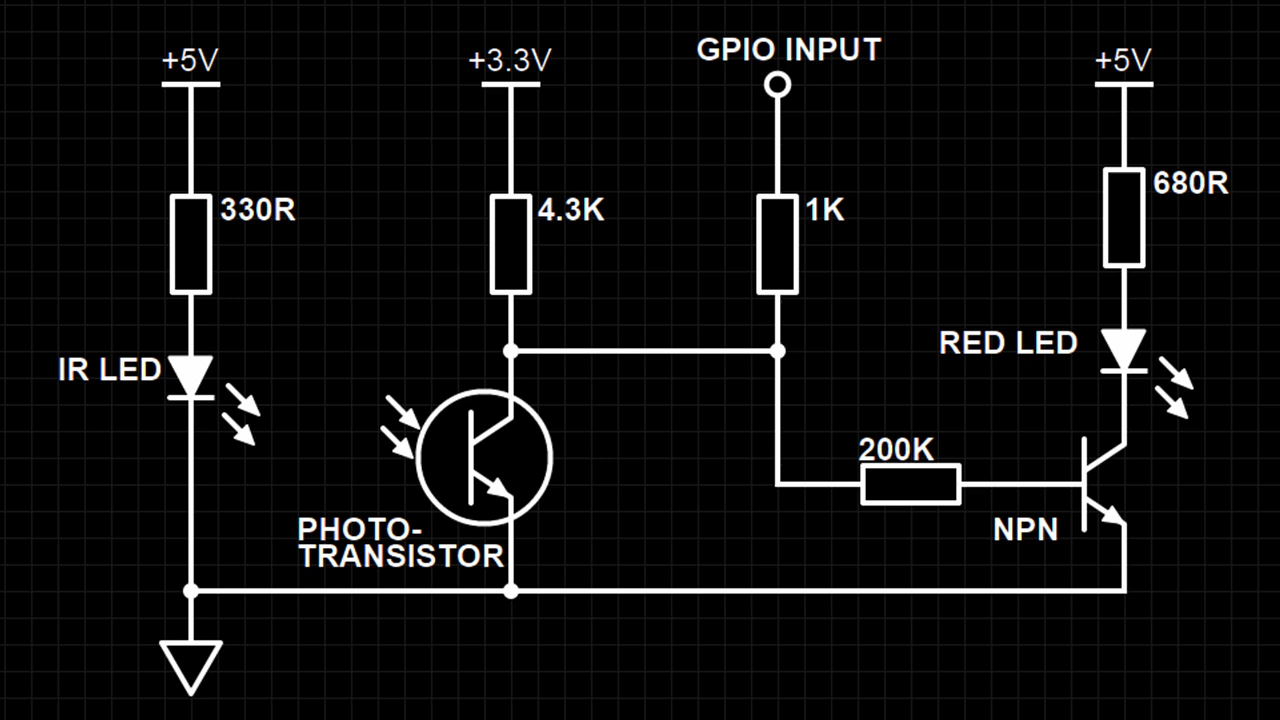 +5V
+3.3V
GPIO INPUT
+5V
330R
4.3K
1K
680R
IR LED
RED LED
200K
PHOTO-
TRANSISTOR
NPN